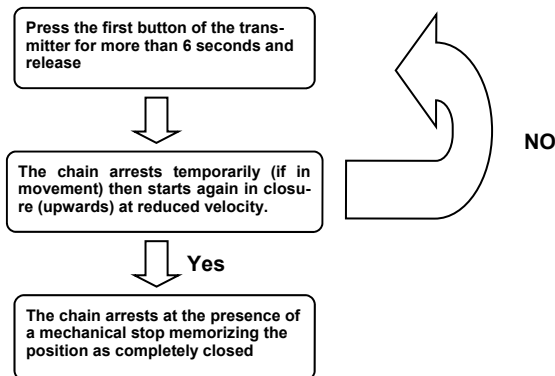 Press the first button of the trans-
mitter for more than 6 seconds and
release
The chain arrests temporarily (if in
movement) then starts again in closu-
re (upwards) at reduced velocity.
NO
Yes
The chain arrests at the presence of
a mechanical stop memorizing the
position as completely closed